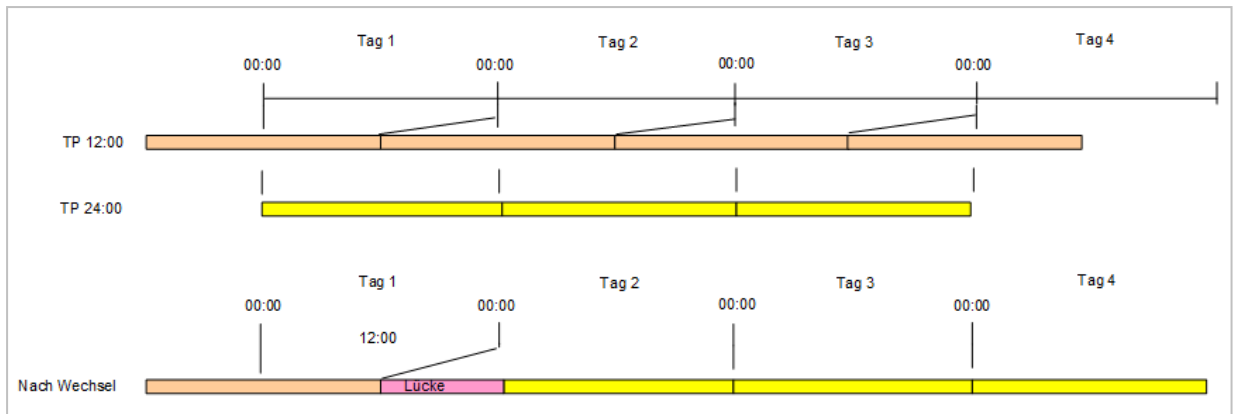 Tag 1 Tag 2 Tag 3 Tag 4
00:00 00:00 00:00 00:00
TP 12:00
TP 24:00
Tag 1 Tag 2 Tag 3 Tag 4
00:00 00:00 00:00 00:00
12:00
Nach Wechsel Lücke